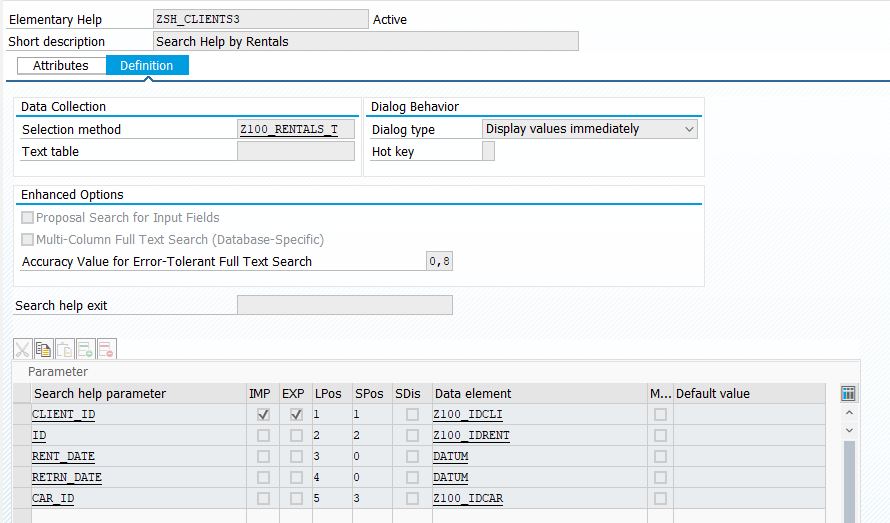 Elementary Help ZSH_CLIENTS3 Active
Short description Search Help by Rentals
Attributes Definition
Data Collection Dialog Behavior
Selection method Z100_RENTALS_T Dialog type Display values immediately
Text table Hot key
Enhanced Options
Proposal Search for Input Fields
Multi-Column Full Text Search (Database-Specific)
Accuracy Value for Error-Tolerant Full Text Search 0,8
Search help exit
Parameter
Search help parameter IMP EXP LPos SPos SDis Data element M... Default value
CLIENT_ID 1 1 Z100_IDCLI
ID 2 2 Z100_IDRENT
RENT_DATE 3 0 DATUM
RETRN_DATE 4 0 DATUM
CAR_ID 5 3 Z100_IDCAR